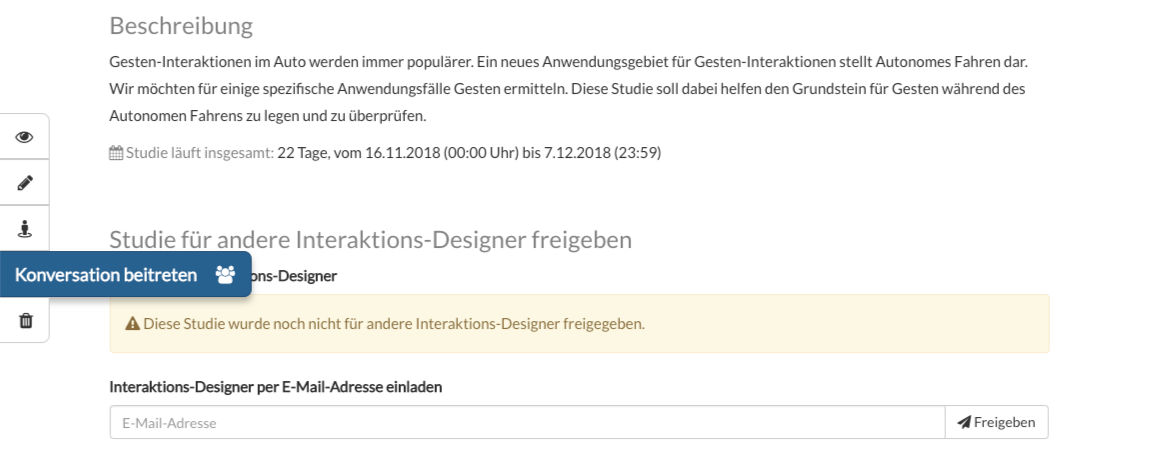 Beschreibung
Gesten-Interaktionen im Auto werden immer populärer. Ein neues Anwendungsgebiet für Gesten-Interaktionen stellt Autonomes Fahren dar.
Wir möchten für einige spezifische Anwendungsfälle Gesten ermitteln. Diese Studie soll dabei helfen den Grundstein für Gesten während des
Autonomen Fahrens zu legen und zu überprüfen.
Studie läuft insgesamt: 22 Tage, vom 16.11.2018 (00:00 Uhr) bis 7.12.2018 (23:59)
Studie für andere Interaktions-Designer freigeben
Konversation beitreten
ons-Designer
Diese Studie wurde noch nicht für andere Interaktions-Designer freigegeben.
Interaktions-Designer per E-Mail-Adresse einladen
E-Mail-Adresse
Freigeben